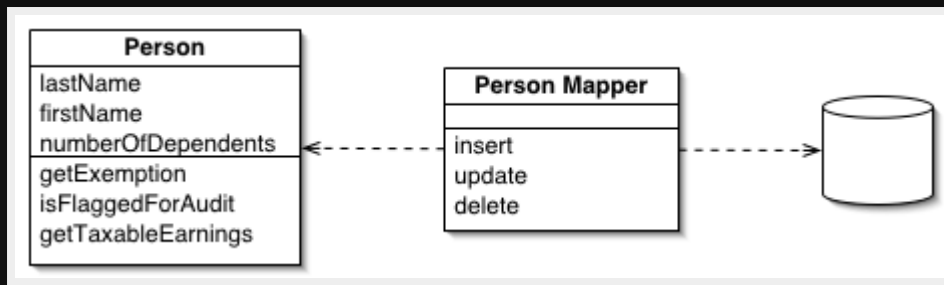 Person
lastName
firstName
numberOfDependents
getExemption
isFlaggedForAudit
getTaxableEarnings
Person Mapper
insert
update
delete